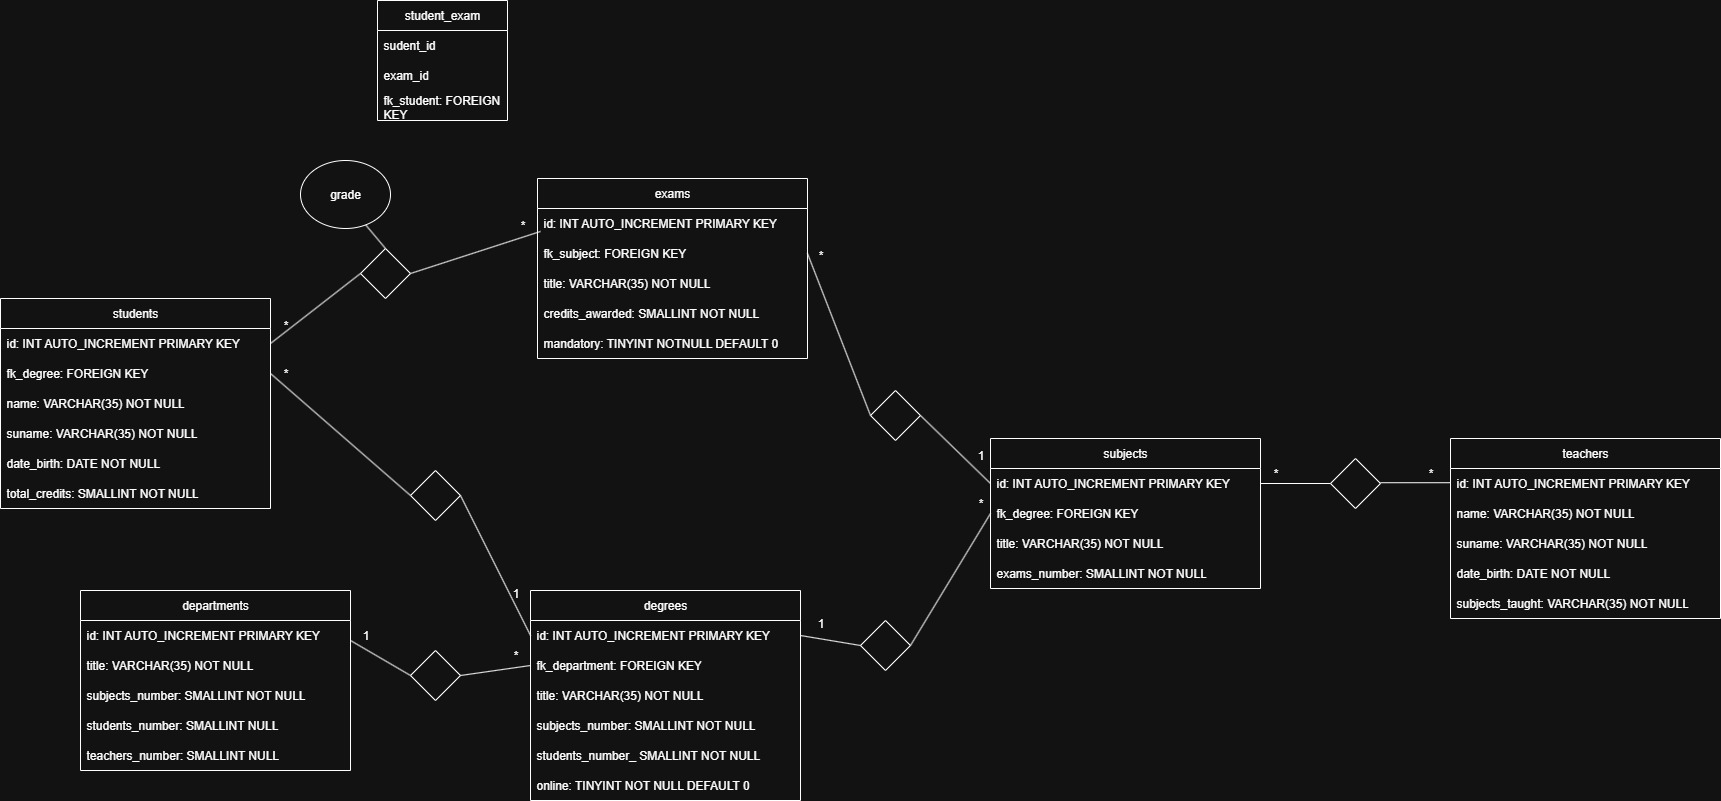 student_exam
sudent_id
exam_id
fk_student: FOREIGN
KEY
grade
exams
id: INT AUTO_INCREMENT PRIMARY KEY
fk_subject: FOREIGN KEY
title: VARCHAR(35) NOT NULL
credits_awarded: SMALLINT NOT NULL
mandatory: TINYINT NOTNULL DEFAULT 0
*
*
students
id: INT AUTO_INCREMENT PRIMARY KEY
fk_degree: FOREIGN KEY
name: VARCHAR(35) NOT NULL
suname: VARCHAR(35) NOT NULL
date_birth: DATE NOT NULL
total_credits: SMALLINT NOT NULL
*
*
1
*
subjects
id: INT AUTO_INCREMENT PRIMARY KEY
fk_degree: FOREIGN KEY
title: VARCHAR(35) NOT NULL
exams_number: SMALLINT NOT NULL
*
*
teachers
id: INT AUTO_INCREMENT PRIMARY KEY
name: VARCHAR(35) NOT NULL
suname: VARCHAR(35) NOT NULL
date_birth: DATE NOT NULL
subjects_taught: VARCHAR(35) NOT NULL
departments
id: INT AUTO_INCREMENT PRIMARY KEY
title: VARCHAR(35) NOT NULL
subjects_number: SMALLINT NOT NULL
students_number: SMALLINT NULL
teachers_number: SMALLINT NULL
1
*
1
degrees
id: INT AUTO_INCREMENT PRIMARY KEY
fk_department: FOREIGN KEY
title: VARCHAR(35) NOT NULL
subjects_number: SMALLINT NOT NULL
students_number_ SMALLINT NOT NULL
online: TINYINT NOT NULL DEFAULT 0
1